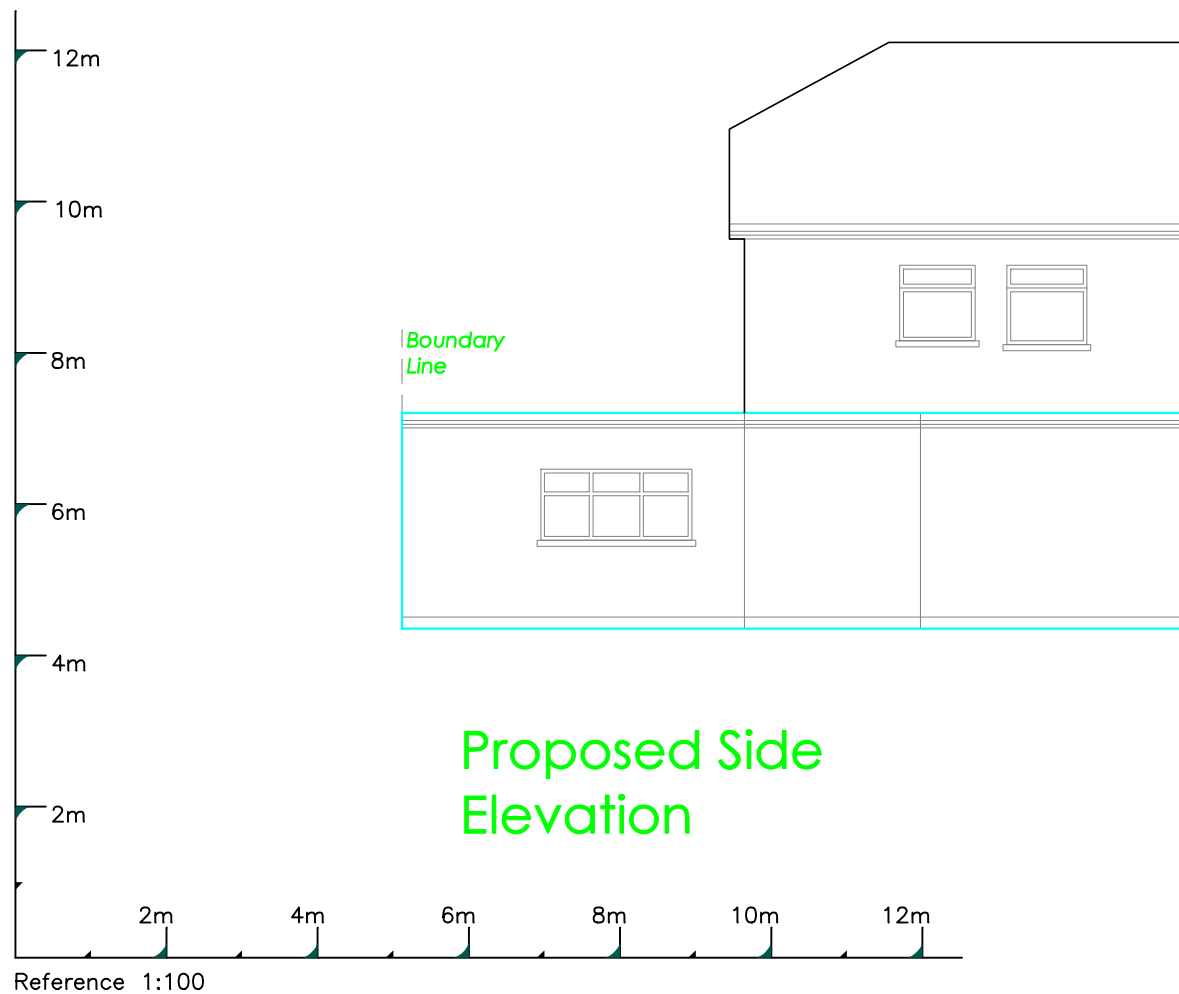 12m
10m
Boundary
Line
8m
6m
4m
Proposed Side
Elevation
2m
2m 4m 6m 8m 10m 12m
Reference 1:100